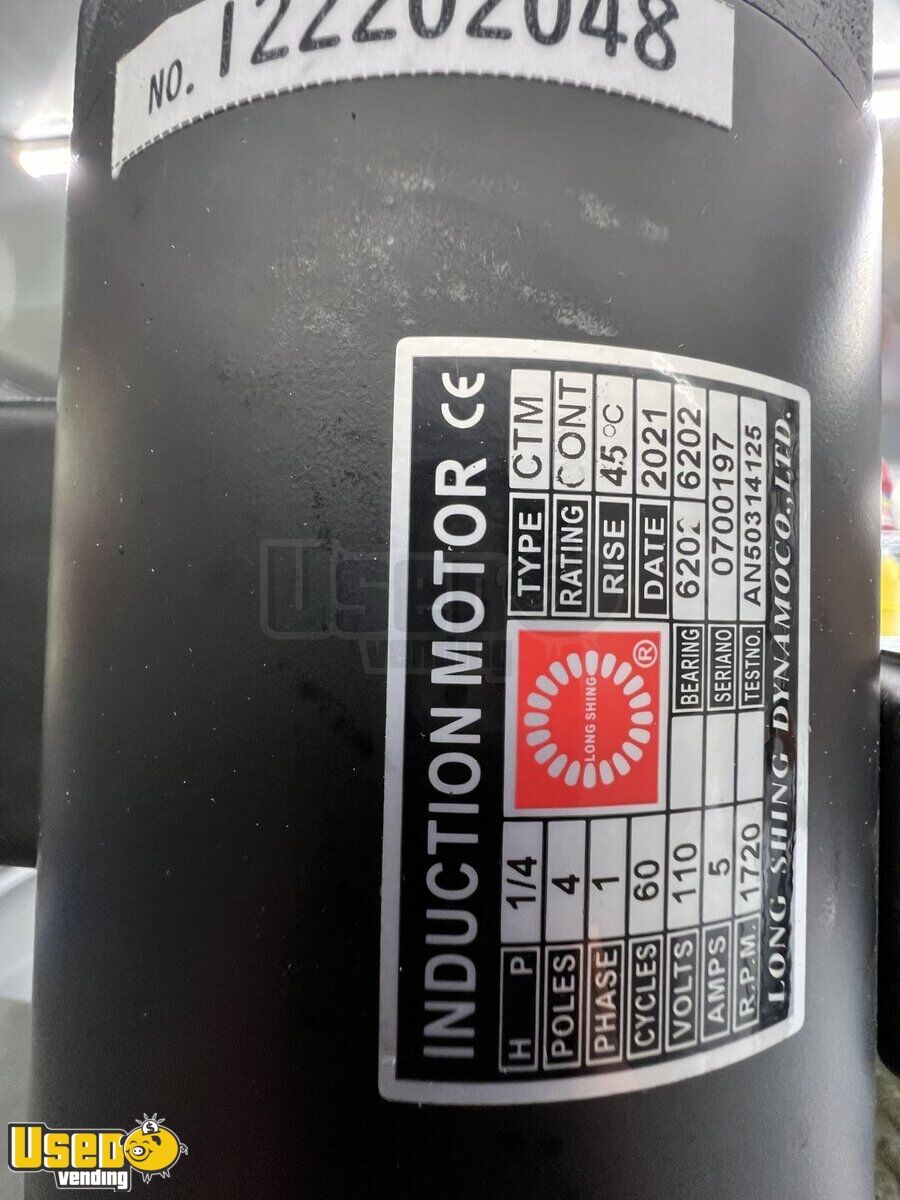 NO. 122202048
INDUCTION MOTOR CE
H P 1/4
POLES 4
PHASE 1
CYCLES 60
VOLTS 110
AMPS 5
R.P.M. 1720
LONG SHING
®
TYPE CTM
RATING CONT
RISE 45°C
DATE 2021
BEARING 6202 6202
SERIANO 0700197
TESTNO. AN50314125
LONG SHING DYNAMOCO.,LTD.
Used vending
USED vending